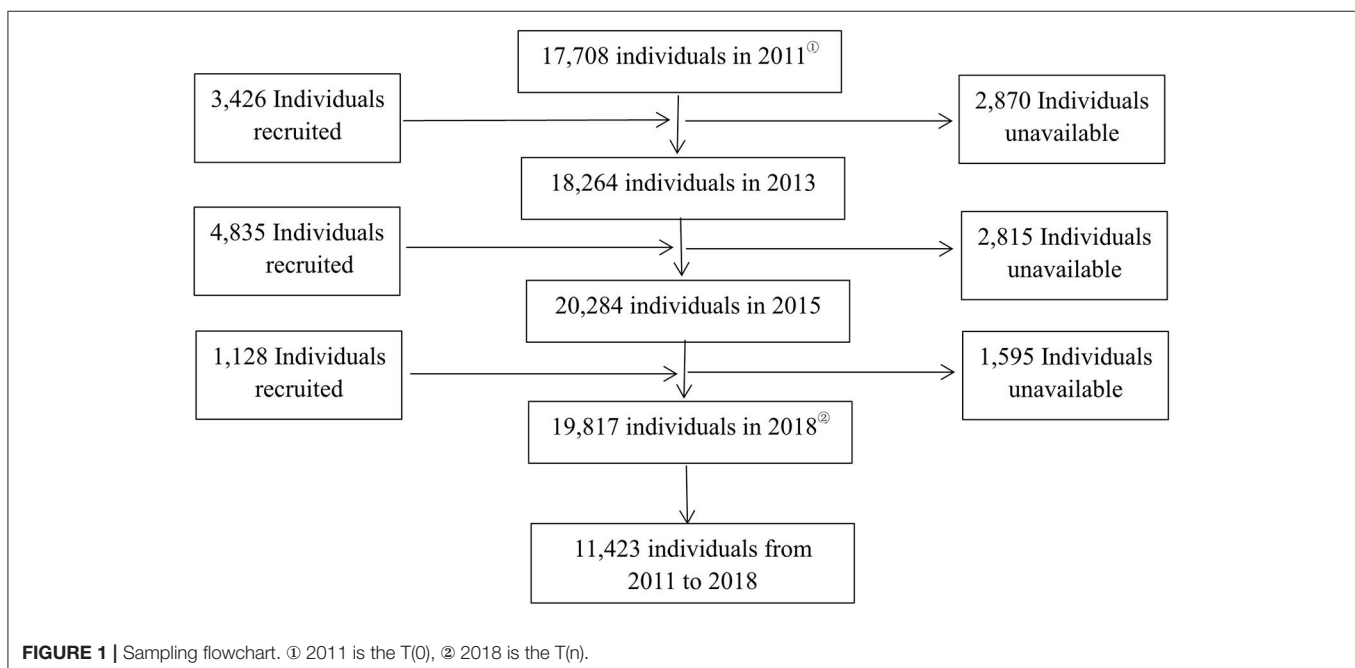 17,708 individuals in 2011①
3,426 Individuals
recruited
2,870 Individuals
unavailable
18,264 individuals in 2013
4,835 Individuals
recruited
2,815 Individuals
unavailable
20,284 individuals in 2015
1,128 Individuals
recruited
1,595 Individuals
unavailable
19,817 individuals in 2018②
11,423 individuals from
2011 to 2018
FIGURE 1 | Sampling flowchart. ① 2011 is the T(0), ② 2018 is the T(n).